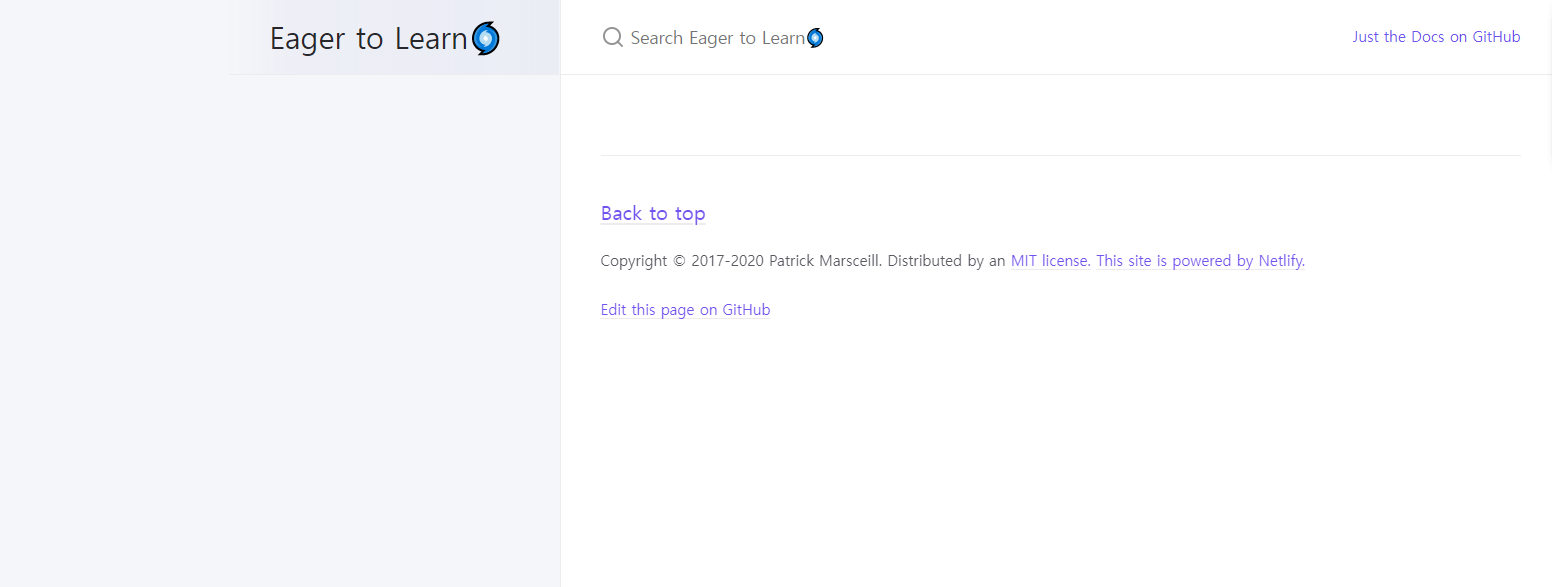 Eager to Learn🌀
Search Eager to Learn🌀
Just the Docs on GitHub
Back to top
Copyright © 2017-2020 Patrick Marsceill. Distributed by an MIT license. This site is powered by Netlify.
Edit this page on GitHub